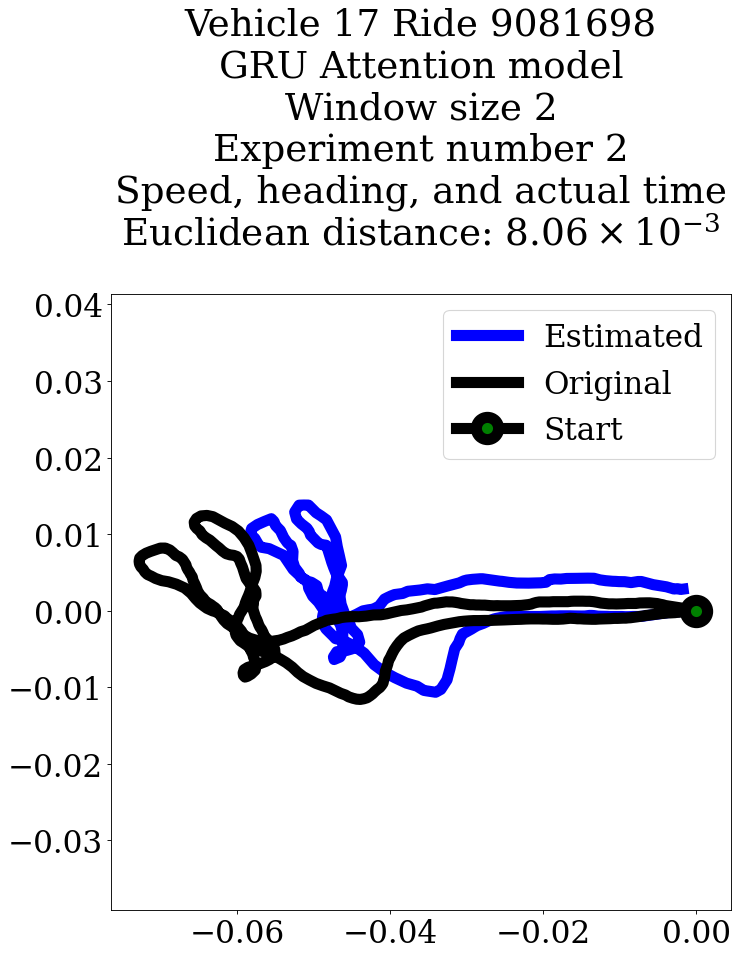 Vehicle 17 Ride 9081698
GRU Attention model
Window size 2
Experiment number 2
Speed, heading, and actual time
Euclidean distance: 8.06 × 10⁻³
Estimated
Original
Start
0.04
0.03
0.02
0.01
0.00
−0.01
−0.02
−0.03
−0.06
−0.04
−0.02
0.00